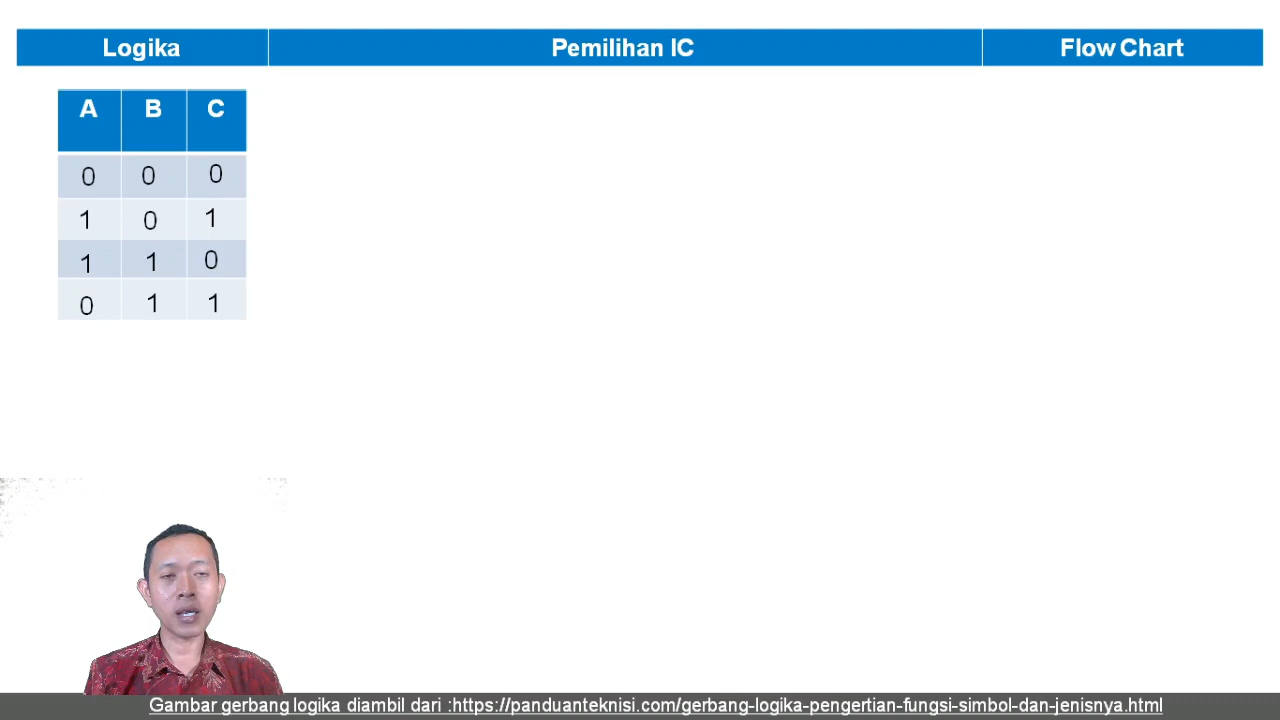 Logika Pemilihan IC Flow Chart
A B C
0 0 0
1 0 1
1 1 0
0 1 1
Gambar gerbang logika diambil dari :https://panduanteknisi.com/gerbang-logika-pengertian-fungsi-simbol-dan-jenisnya.html